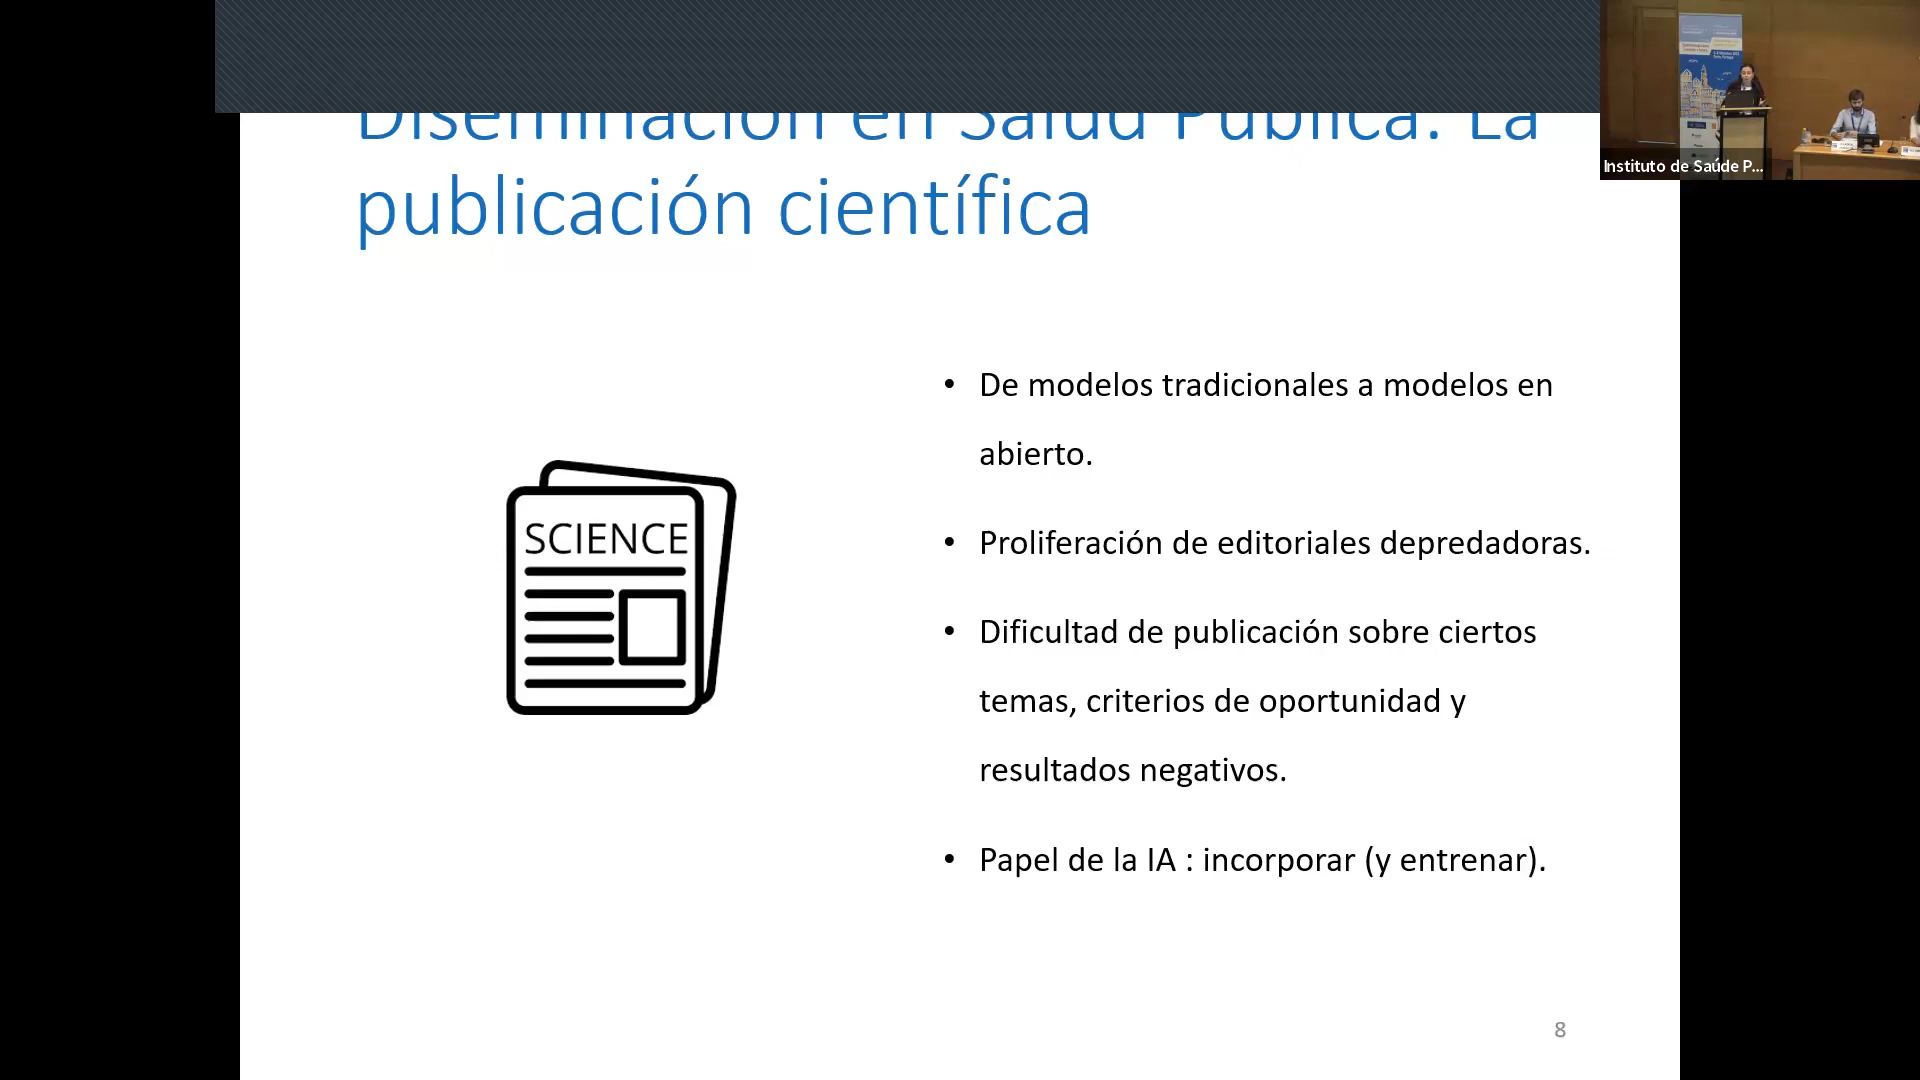 Diseminación en Salud Pública. La
publicación científica
Instituto de Saúde P...
SCIENCE
• De modelos tradicionales a modelos en
abierto.
• Proliferación de editoriales depredadoras.
• Dificultad de publicación sobre ciertos
temas, criterios de oportunidad y
resultados negativos.
• Papel de la IA : incorporar (y entrenar).
8